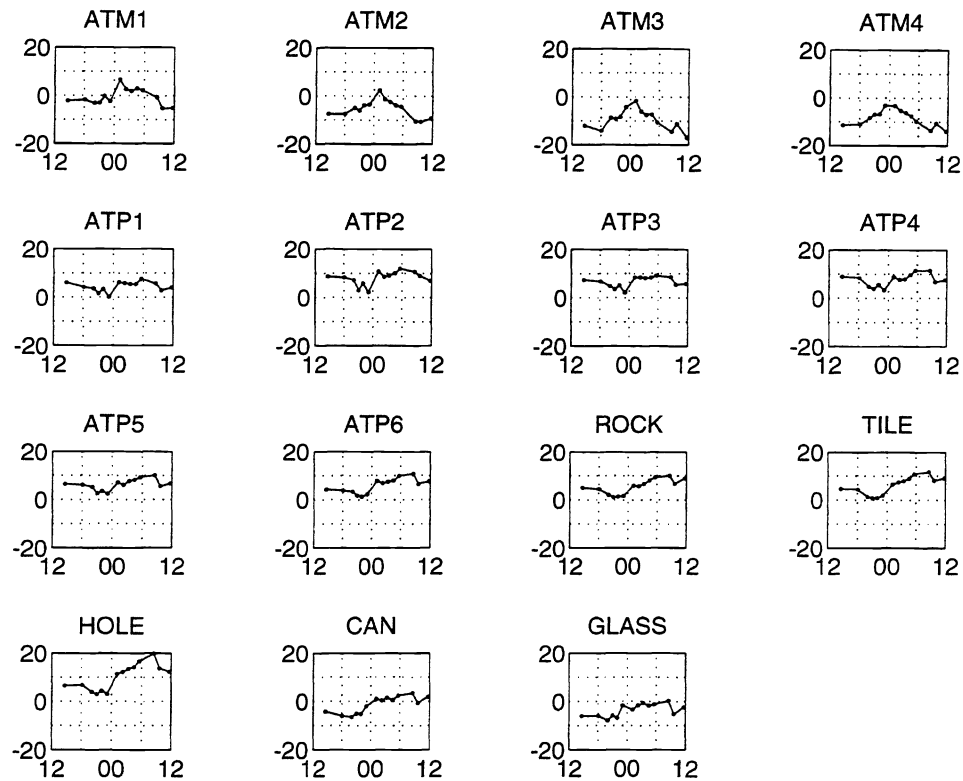 ATM1 ATM2 ATM3 ATM4
20 20 20 20
0 0 0 0
-20 -20 -20 -20
12 00 12 12 00 12 12 00 12 12 00 12
ATP1 ATP2 ATP3 ATP4
20 20 20 20
0 0 0 0
-20 -20 -20 -20
12 00 12 12 00 12 12 00 12 12 00 12
ATP5 ATP6 ROCK TILE
20 20 20 20
0 0 0 0
-20 -20 -20 -20
12 00 12 12 00 12 12 00 12 12 00 12
HOLE CAN GLASS
20 20 20
0 0 0
-20 -20 -20
12 00 12 12 00 12 12 00 12